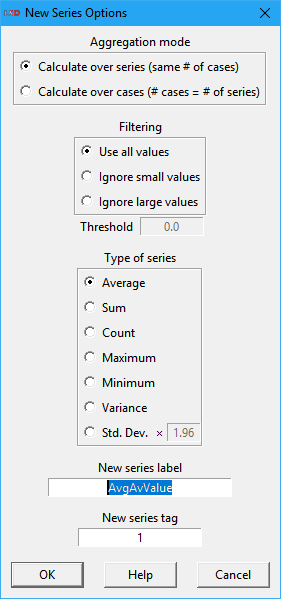 New Series Options
Aggregation mode
Calculate over series (same # of cases)
Calculate over cases (# cases = # of series)
Filtering
Use all values
Ignore small values
Ignore large values
Threshold 0.0
Type of series
Average
Sum
Count
Maximum
Minimum
Variance
Std. Dev. × 1.96
New series label
AvgAvValue
New series tag
1
OK Help Cancel